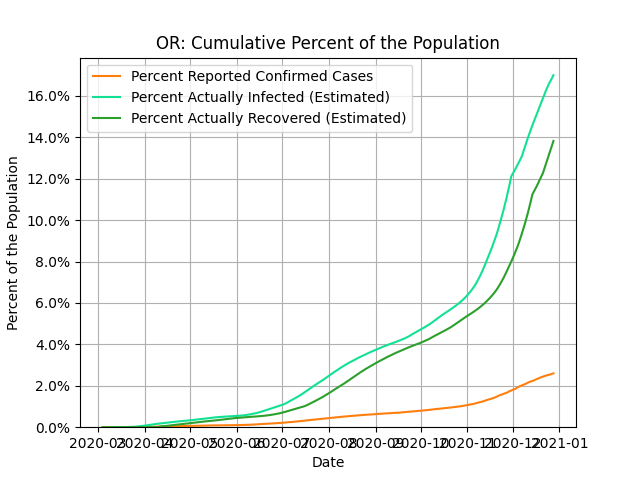 OR: Cumulative Percent of the Population
Percent Reported Confirmed Cases
Percent Actually Infected (Estimated)
Percent Actually Recovered (Estimated)
Percent of the Population
16.0%
14.0%
12.0%
10.0%
8.0%
6.0%
4.0%
2.0%
0.0%
2020-03 2020-04 2020-05 2020-06 2020-07 2020-08 2020-09 2020-10 2020-11 2020-12 2021-01
Date